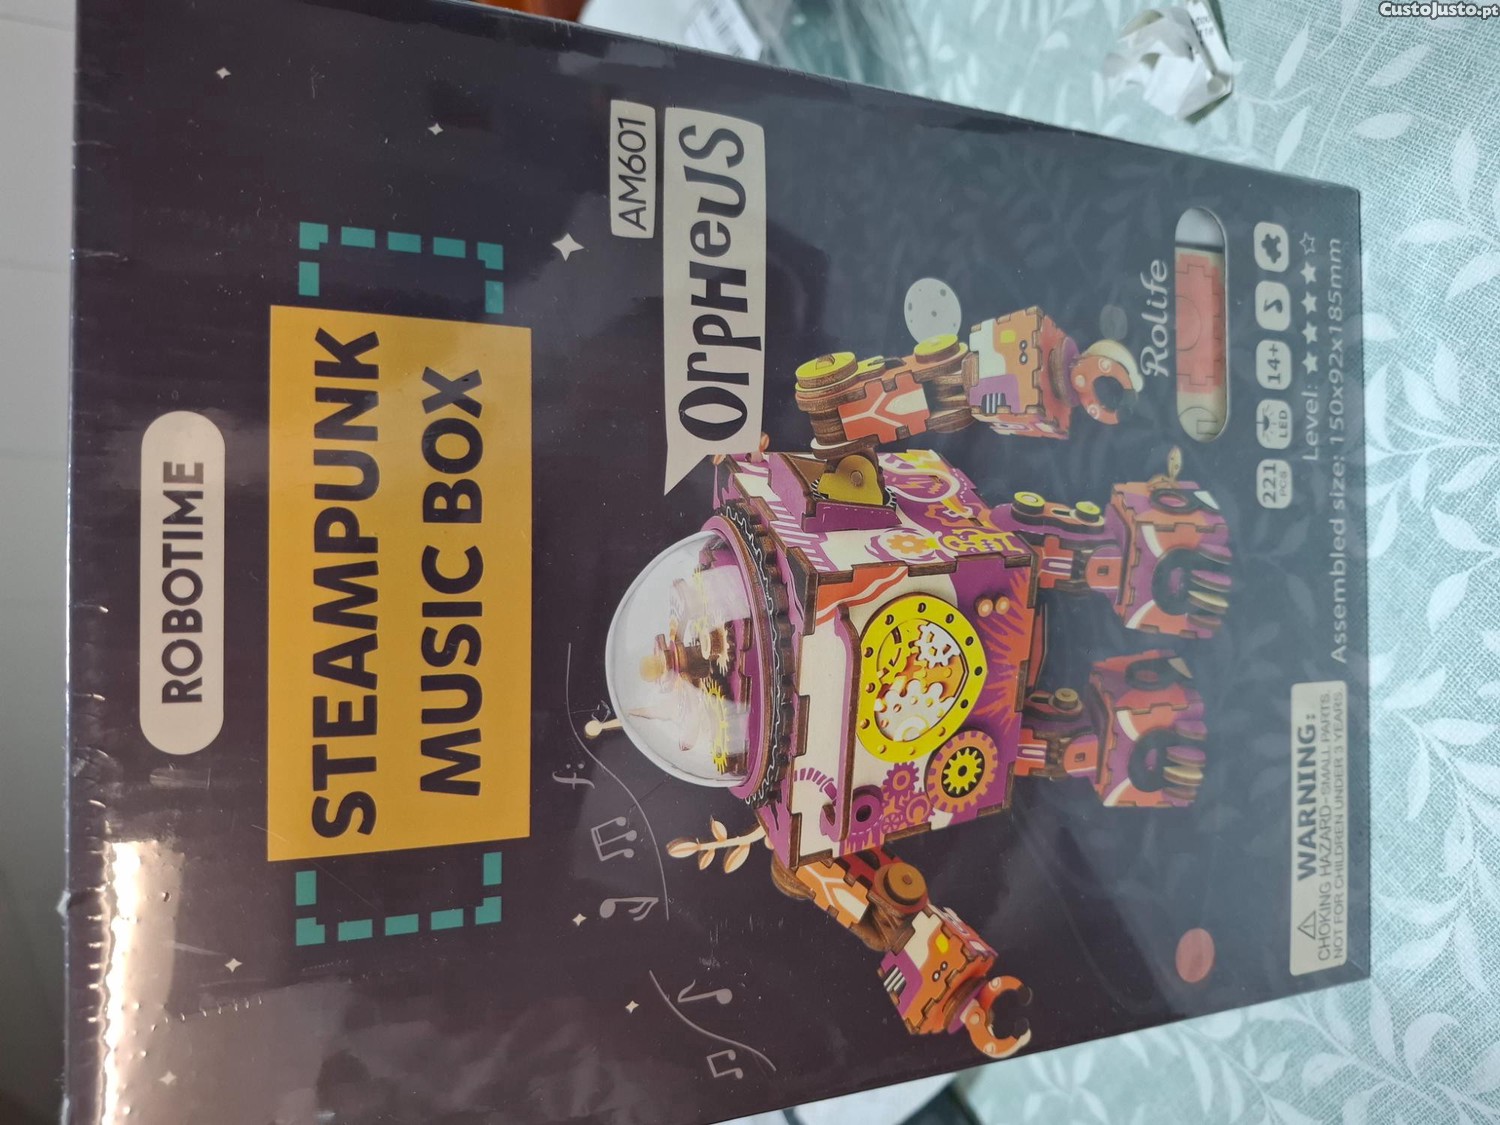 CustoJusto.pt
ROBOTIME
STEAMPUNK
MUSIC BOX
AM601
Orpheus
Rolife
221 PCS
LED
14+
Level:
Assembled size: 150x92x185mm
WARNING:
CHOKING HAZARD-SMALL PARTS.
NOT FOR CHILDREN UNDER 3 YEARS